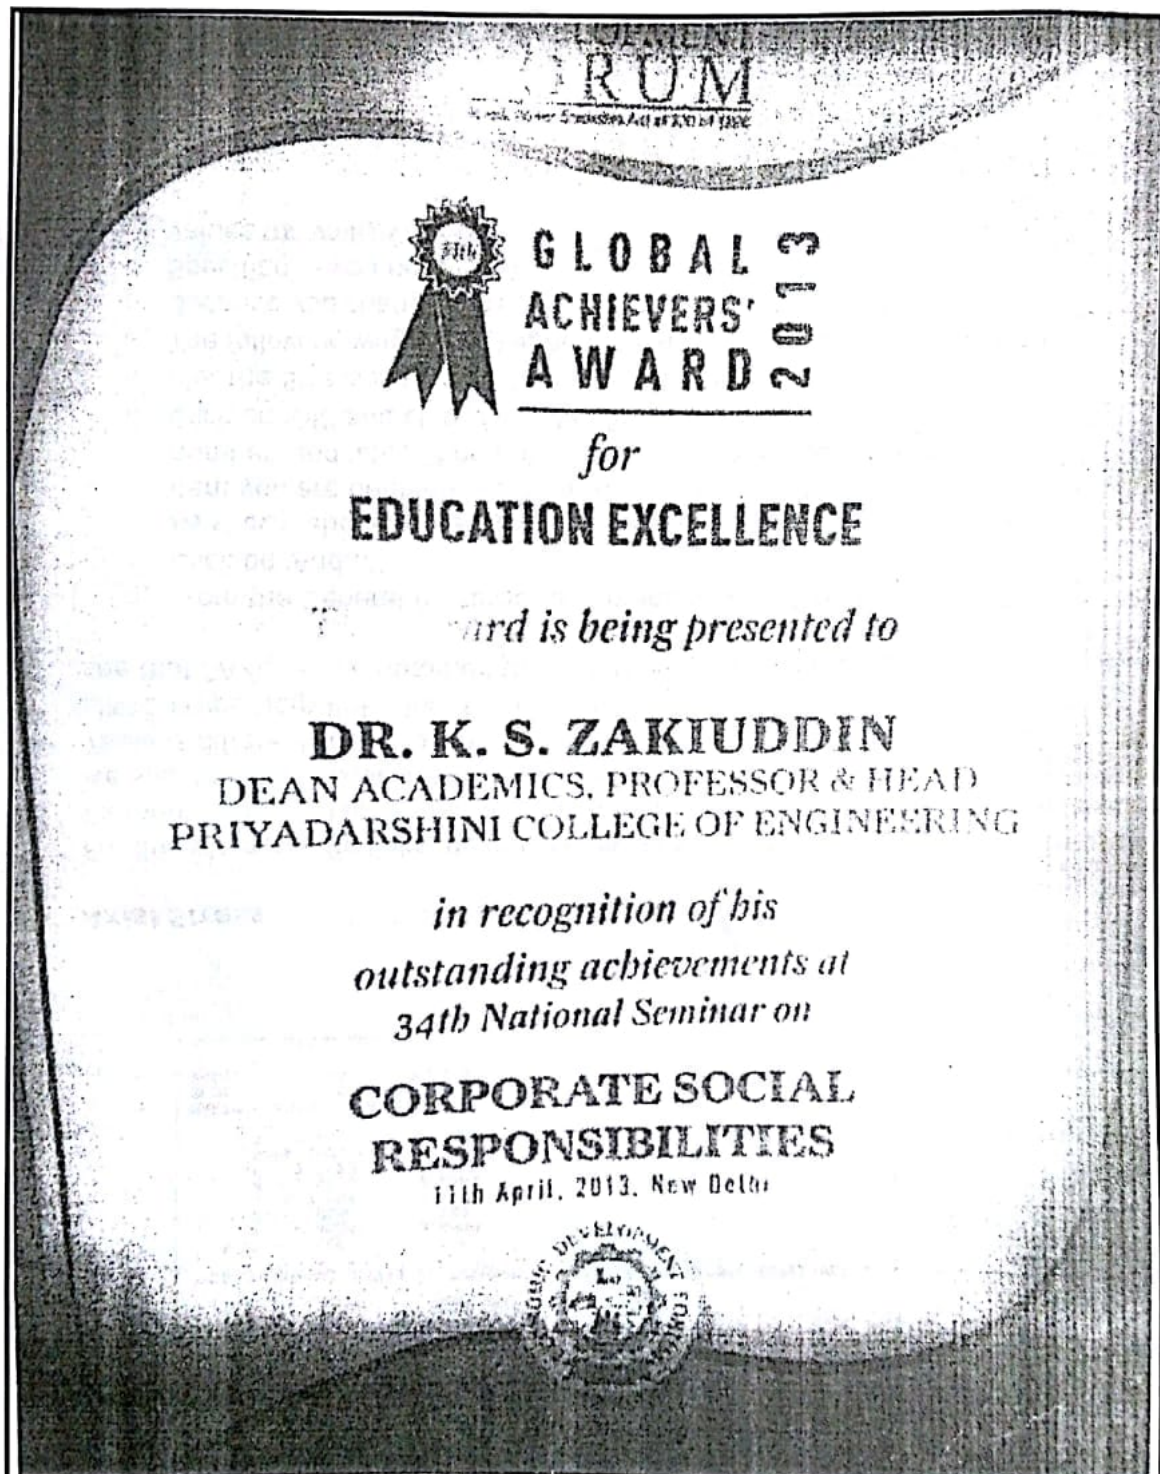 RUM
34th
GLOBAL
ACHIEVERS'
AWARD
2013
for
EDUCATION EXCELLENCE
is being presented to
DR. K. S. ZAKIUDDIN
DEAN ACADEMICS, PROFESSOR & HEAD
PRIYADARSHINI COLLEGE OF ENGINEERING
in recognition of his
outstanding achievements at
34th National Seminar on
CORPORATE SOCIAL
RESPONSIBILITIES
11th April, 2013, New Delhi
DEVELOPMENT